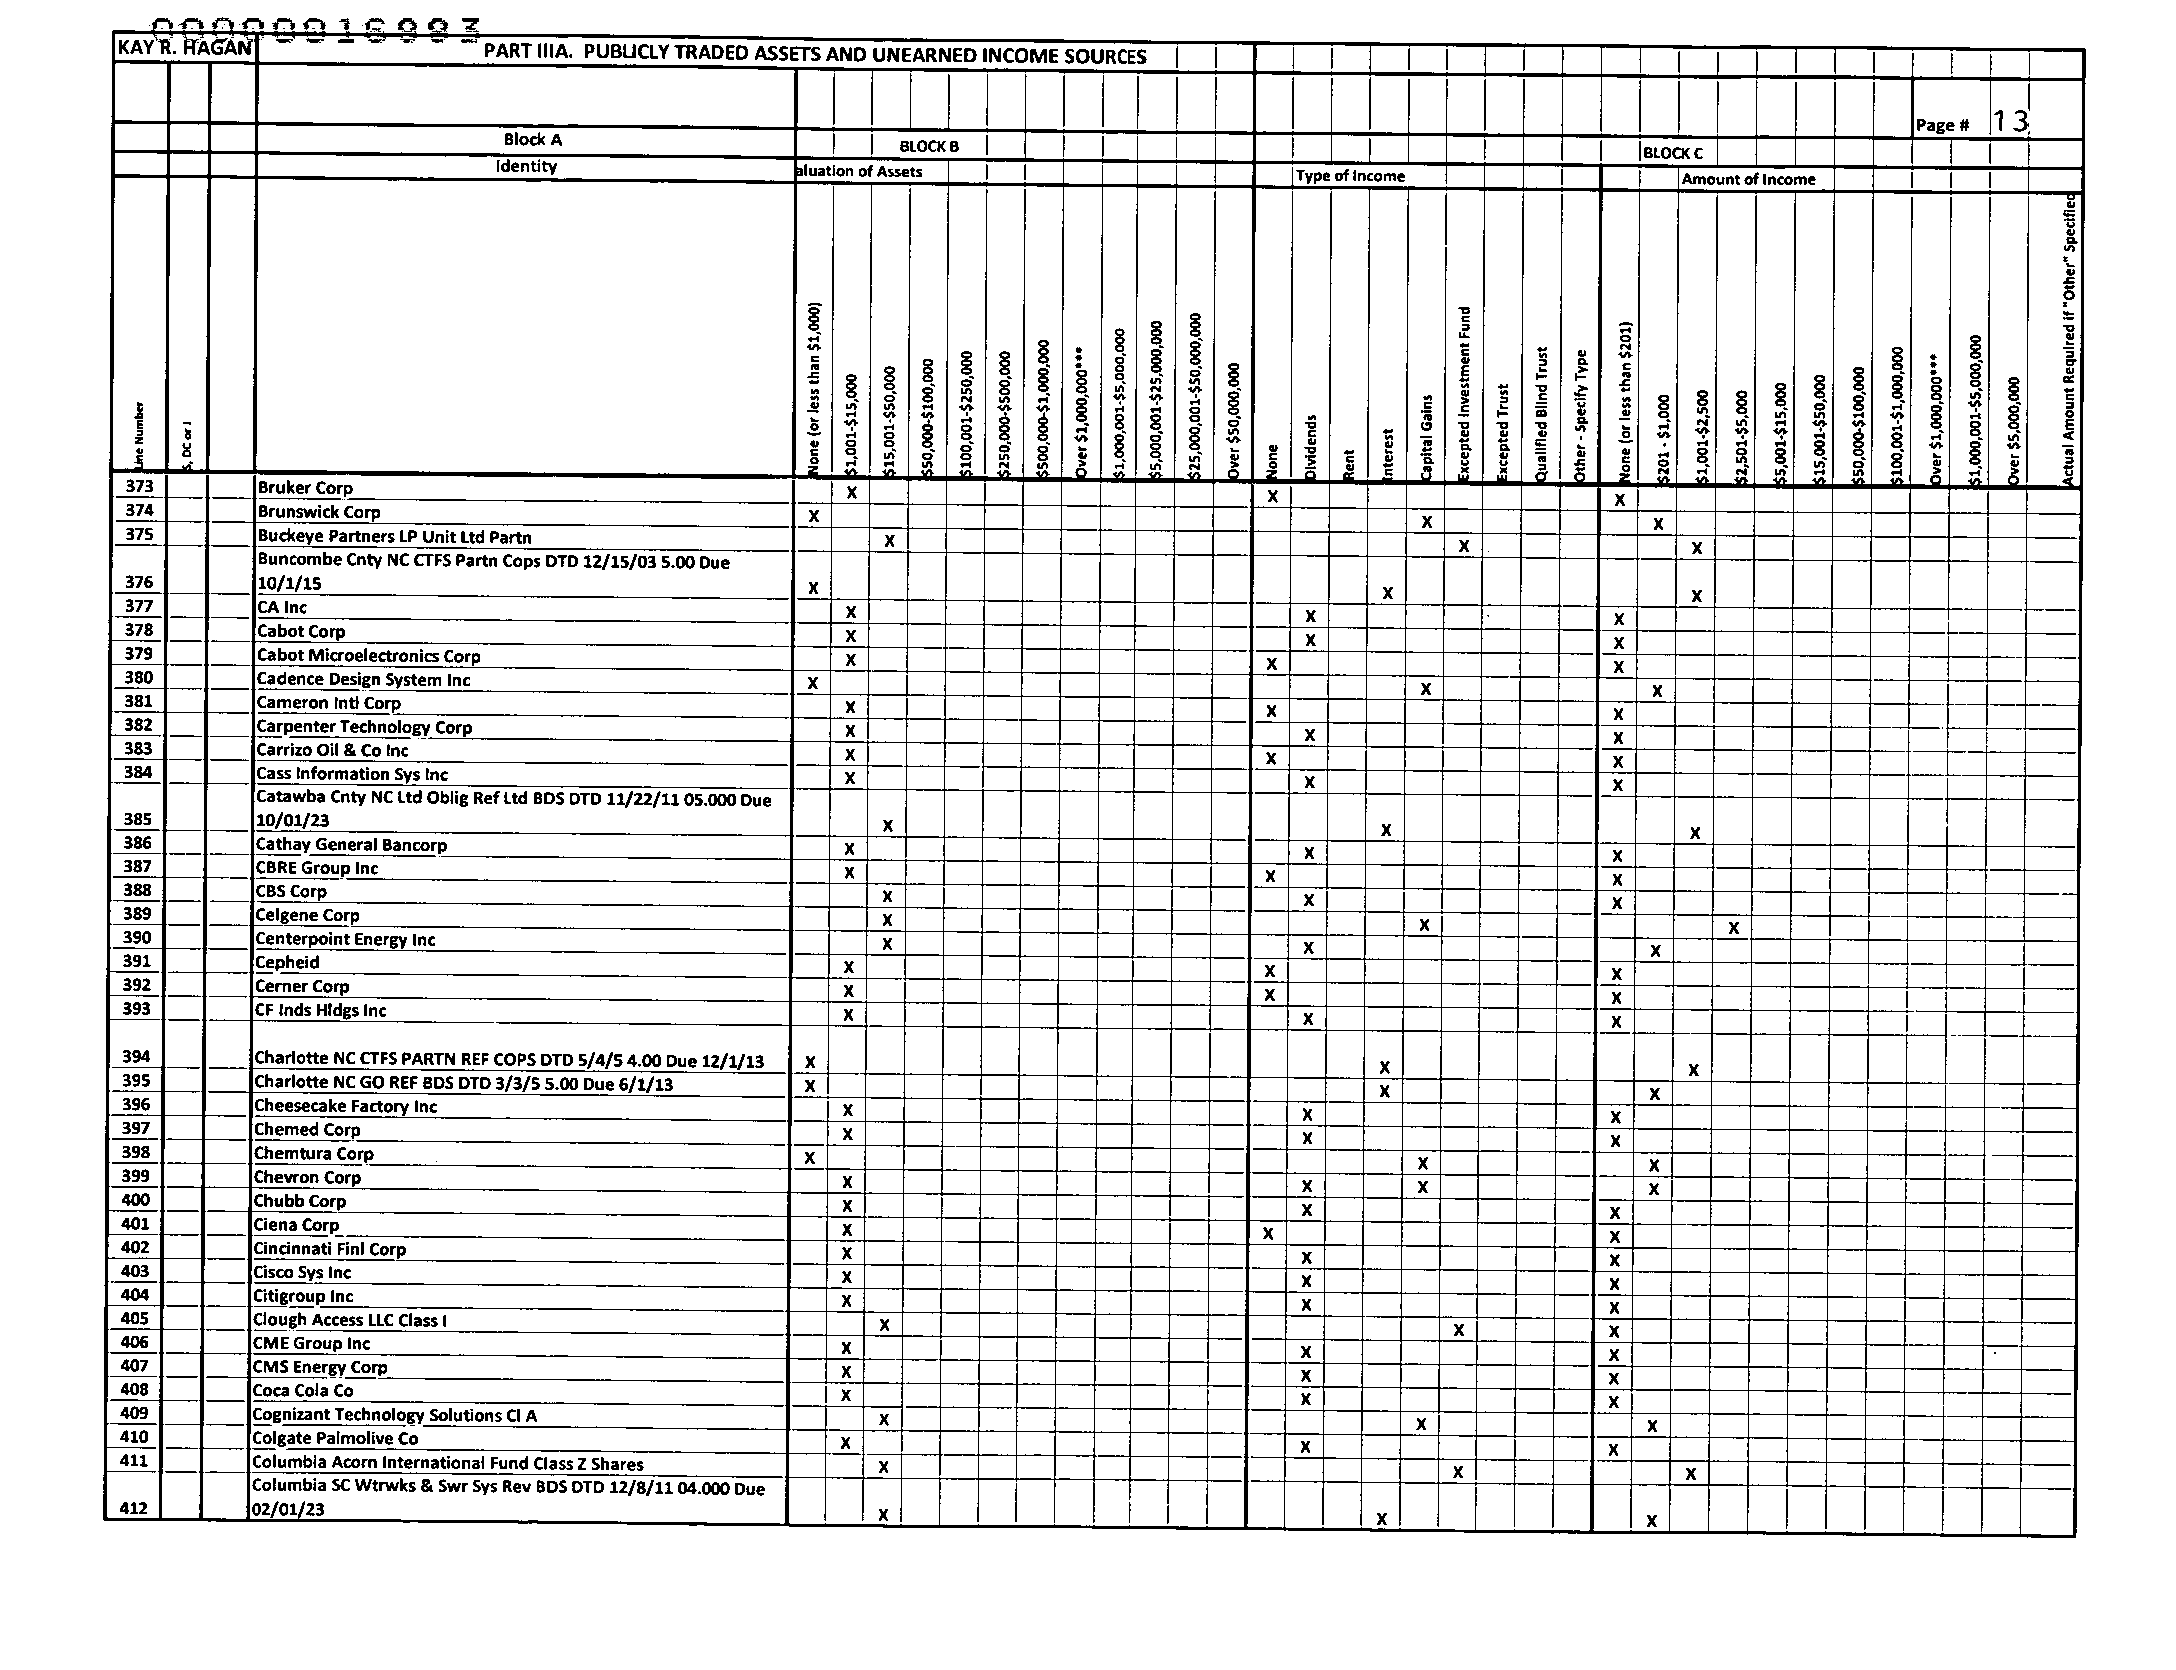 00000016983
KAY R. HAGAN PART IIIA. PUBLICLY TRADED ASSETS AND UNEARNED INCOME SOURCES
Page # 13
Block A BLOCK B BLOCK C
Identity aluation of Assets Type of Income Amount of Income
Line Number
S, DC or J
None (or less than $1,000)
$1,001-$15,000
$15,001-$50,000
$50,000-$100,000
$100,001-$250,000
$250,000-$500,000
$500,000-$1,000,000
Over $1,000,000***
$1,000,001-$5,000,000
$5,000,001-$25,000,000
$25,000,001-$50,000,000
Over $50,000,000
None
Dividends
Rent
Interest
Capital Gains
Excepted Investment Fund
Excepted Trust
Qualified Blind Trust
Other - Specify Type
None (or less than $201)
$201 - $1,000
$1,001-$2,500
$2,501-$5,000
$5,001-$15,000
$15,001-$50,000
$50,000-$100,000
$100,001-$1,000,000
Over $1,000,000***
$1,000,001-$5,000,000
Over $5,000,000
Actual Amount Required if "Other" Specified
373 Bruker Corp X X X
374 Brunswick Corp X X X
375 Buckeye Partners LP Unit Ltd Partn X X X
Buncombe Cnty NC CTFS Partn Cops DTD 12/15/03 5.00 Due
376 10/1/15 X X X
377 CA Inc X X X
378 Cabot Corp X X X
379 Cabot Microelectronics Corp X X X
380 Cadence Design System Inc X X X
381 Cameron Intl Corp X X X
382 Carpenter Technology Corp X X X
383 Carrizo Oil & Co Inc X X X
384 Cass Information Sys Inc X X X
Catawba Cnty NC Ltd Oblig Ref Ltd BDS DTD 11/22/11 05.000 Due
385 10/01/23 X X X
386 Cathay General Bancorp X X X
387 CBRE Group Inc X X X
388 CBS Corp X X X
389 Celgene Corp X X X
390 Centerpoint Energy Inc X X X
391 Cepheid X X X
392 Cerner Corp X X X
393 CF Inds Hldgs Inc X X X
394 Charlotte NC CTFS PARTN REF COPS DTD 5/4/5 4.00 Due 12/1/13 X X X
395 Charlotte NC GO REF BDS DTD 3/3/5 5.00 Due 6/1/13 X X X
396 Cheesecake Factory Inc X X X
397 Chemed Corp X X X
398 Chemtura Corp X X X
399 Chevron Corp X X X X
400 Chubb Corp X X X
401 Ciena Corp X X X
402 Cincinnati Finl Corp X X X
403 Cisco Sys Inc X X X
404 Citigroup Inc X X X
405 Clough Access LLC Class I X X X
406 CME Group Inc X X X
407 CMS Energy Corp X X X
408 Coca Cola Co X X X
409 Cognizant Technology Solutions Cl A X X X
410 Colgate Palmolive Co X X X
411 Columbia Acorn International Fund Class Z Shares X X X
Columbia SC Wtrwks & Swr Sys Rev BDS DTD 12/8/11 04.000 Due
412 02/01/23 X X X